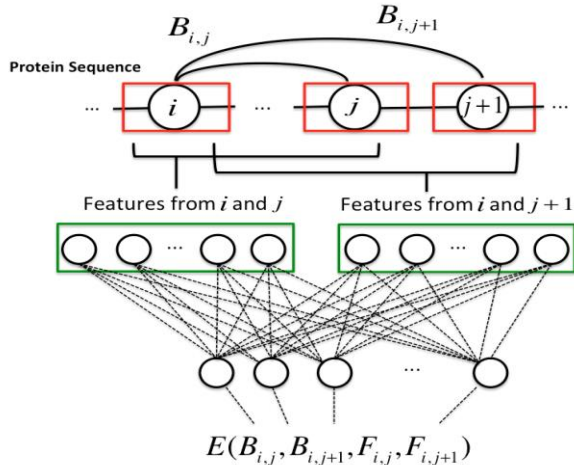 B_{i,j} B_{i,j+1}
Protein Sequence
... i ... j j+1 ...
Features from i and j Features from i and j + 1
... ...
...
E(B_{i,j}, B_{i,j+1}, F_{i,j}, F_{i,j+1})